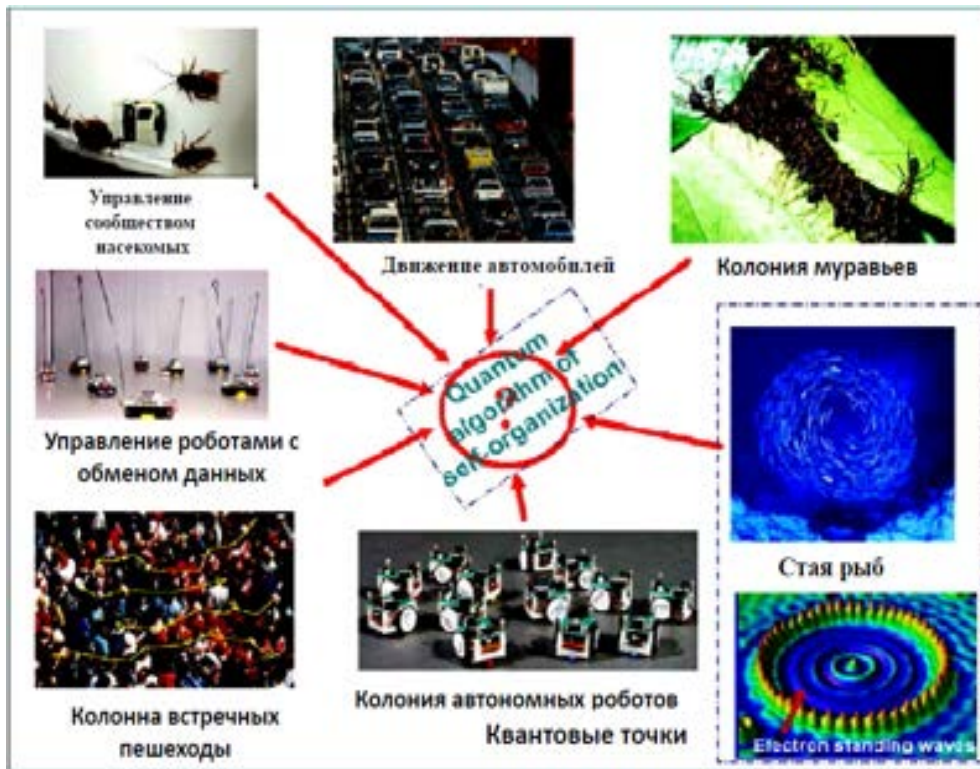 Управление
сообществом
насекомых
Движение автомобилей
Колония муравьев
Quantum
algorithm of
self-organization
?
Управление роботами с
обменом данных
Стая рыб
Колонна встречных
пешеходы
Колония автономных роботов
Квантовые точки
Electron standing waves